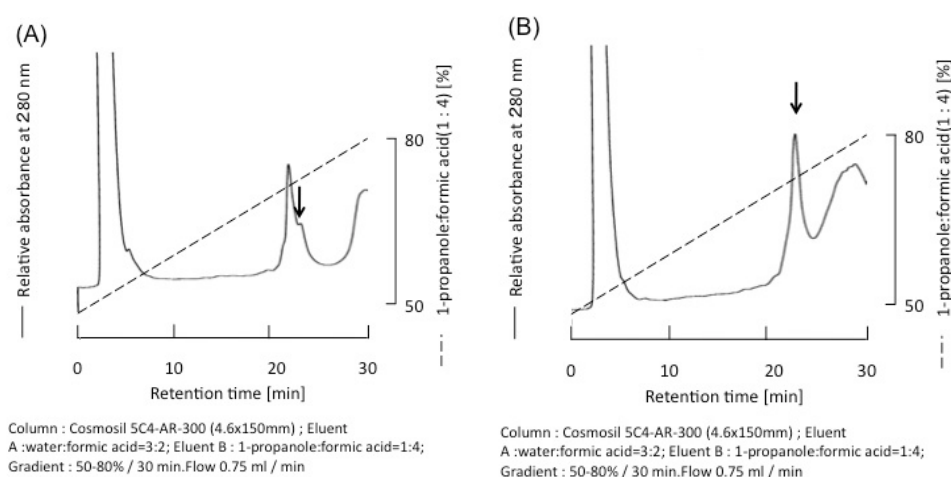 (A)
Relative absorbance at 280 nm
80
50
1-propanole:formic acid(1 : 4) [%]
0 10 20 30
Retention time [min]
Column : Cosmosil 5C4-AR-300 (4.6x150mm) ; Eluent
A :water:formic acid=3:2; Eluent B : 1-propanole:formic acid=1:4;
Gradient : 50-80% / 30 min.Flow 0.75 ml / min
(B)
Relative absorbance at 280 nm
80
50
1-propanole:formic acid(1 : 4) [%]
0 10 20 30
Retention time [min]
Column : Cosmosil 5C4-AR-300 (4.6x150mm) ; Eluent
A :water:formic acid=3:2; Eluent B : 1-propanole:formic acid=1:4;
Gradient : 50-80% / 30 min.Flow 0.75 ml / min